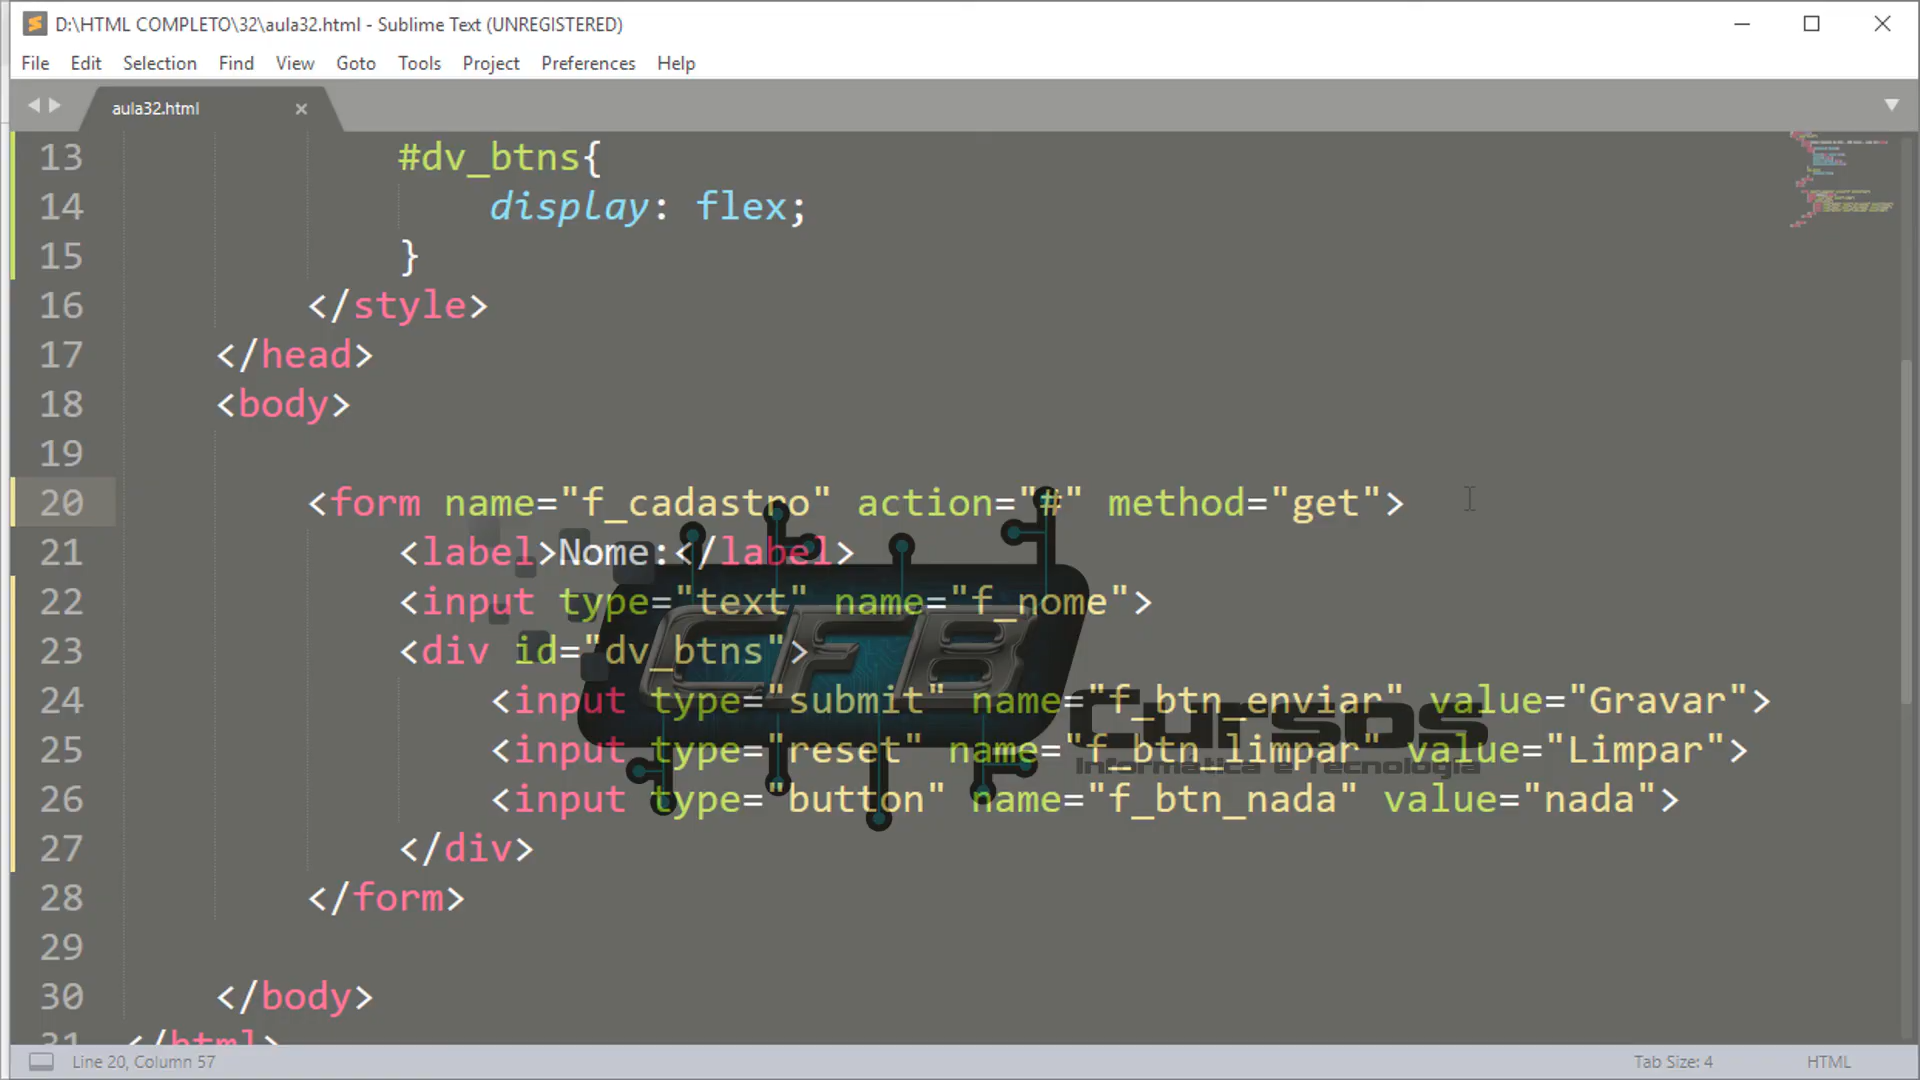 D:\HTML COMPLETO\32\aula32.html - Sublime Text (UNREGISTERED)
File Edit Selection Find View Goto Tools Project Preferences Help
aula32.html
13 #dv_btns{
14 display: flex;
15 }
16 </style>
17 </head>
18 <body>
19
20 <form name="f_cadastro" action="#" method="get">
21 <label>Nome:</label>
22 <input type="text" name="f_nome">
23 <div id="dv_btns">
24 <input type="submit" name="f_btn_enviar" value="Gravar">
25 <input type="reset" name="f_btn_limpar" value="Limpar">
26 <input type="button" name="f_btn_nada" value="nada">
27 </div>
28 </form>
29
30 </body>
31 </html>
CFB
Cursos
Informática e Tecnologia
Line 20, Column 57 Tab Size: 4 HTML